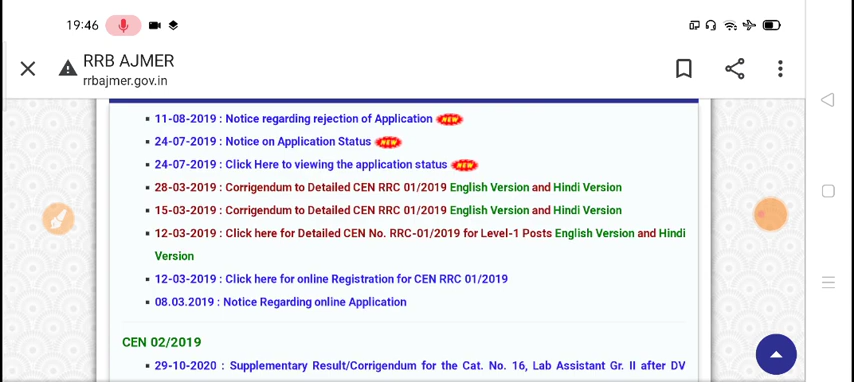 19:46
RRB AJMER
rrbajmer.gov.in
11-08-2019 : Notice regarding rejection of Application NEW
24-07-2019 : Notice on Application Status NEW
24-07-2019 : Click Here to viewing the application status NEW
28-03-2019 : Corrigendum to Detailed CEN RRC 01/2019 English Version and Hindi Version
15-03-2019 : Corrigendum to Detailed CEN RRC 01/2019 English Version and Hindi Version
12-03-2019 : Click here for Detailed CEN No. RRC-01/2019 for Level-1 Posts English Version and Hindi
Version
12-03-2019 : Click here for online Registration for CEN RRC 01/2019
08.03.2019 : Notice Regarding online Application
CEN 02/2019
29-10-2020 : Supplementary Result/Corrigendum for the Cat. No. 16, Lab Assistant Gr. II after DV